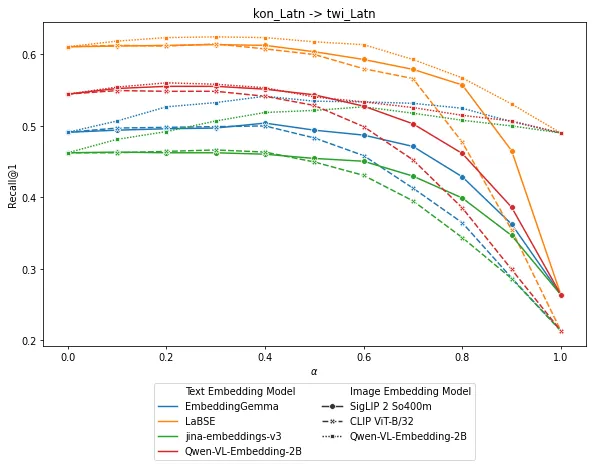 kon_Latn -> twi_Latn
Recall@1
0.6
0.5
0.4
0.3
0.2
0.0
0.2
0.4
0.6
0.8
1.0
α
Text Embedding Model
EmbeddingGemma
LaBSE
jina-embeddings-v3
Qwen-VL-Embedding-2B
Image Embedding Model
SigLIP 2 So400m
CLIP ViT-B/32
Qwen-VL-Embedding-2B